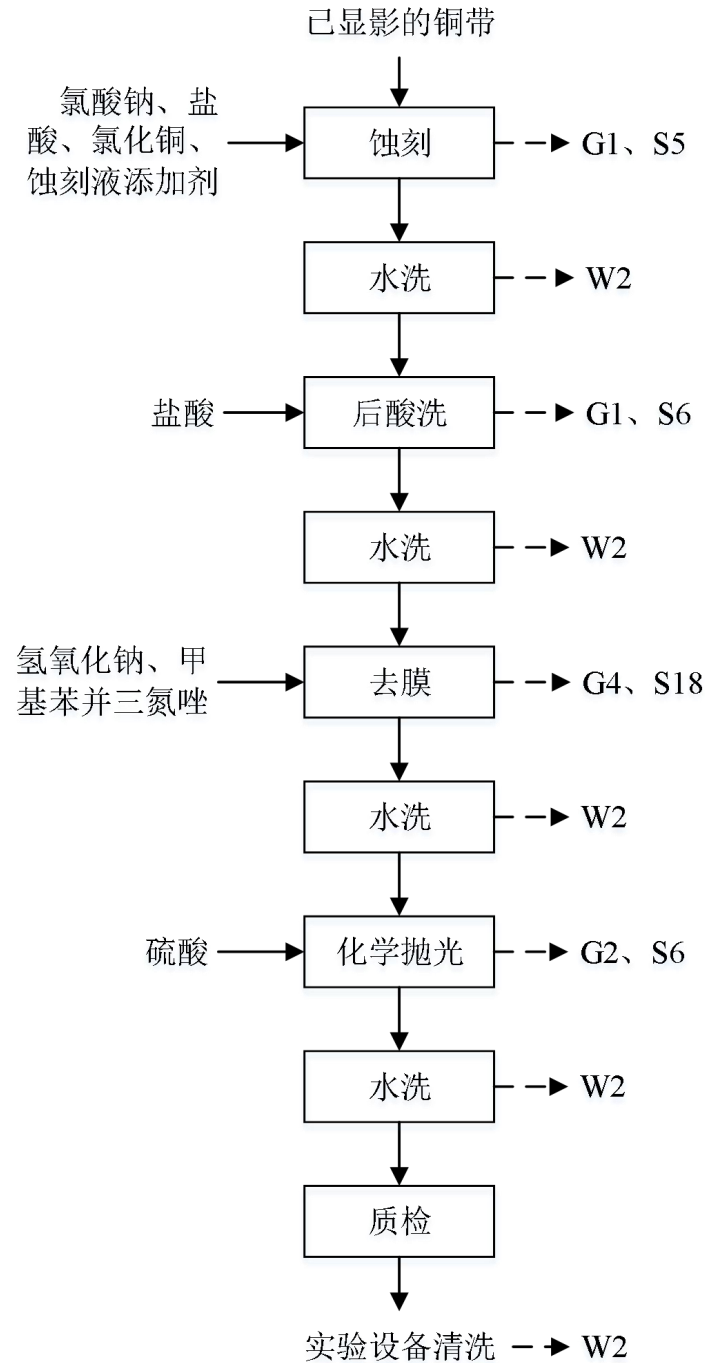 已显影的铜带
氯酸钠、盐
酸、氯化铜、
蚀刻液添加剂
蚀刻
G1、S5
水洗
W2
盐酸
后酸洗
G1、S6
水洗
W2
氢氧化钠、甲
基苯并三氮唑
去膜
G4、S18
水洗
W2
硫酸
化学抛光
G2、S6
水洗
W2
质检
实验设备清洗
W2